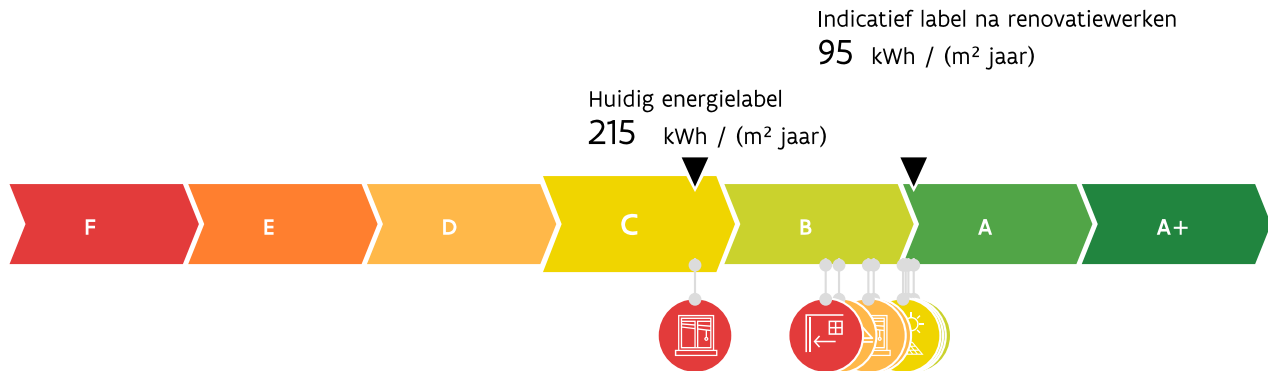 Indicatief label na renovatiewerken
95 kWh / (m² jaar)
Huidig energielabel
215 kWh / (m² jaar)
F E D C B A A+